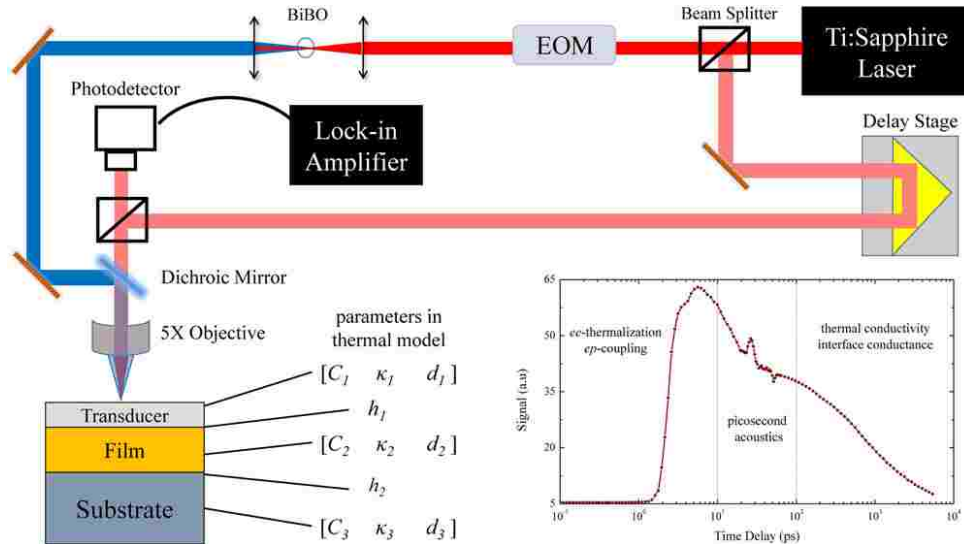 BiBO
Beam Splitter
EOM
Ti:Sapphire
Laser
Photodetector
Lock-in
Amplifier
Delay Stage
Dichroic Mirror
5X Objective
parameters in
thermal model
[C₁ κ₁ d₁]
Transducer
h₁
Film
[C₂ κ₂ d₂]
h₂
Substrate
[C₃ κ₃ d₃]
65
50
35
20
5
Signal (a.u)
ee-thermalization
ep-coupling
picosecond
acoustics
thermal conductivity
interface conductance
10⁻¹ 10⁰ 10¹ 10² 10³ 10⁴
Time Delay (ps)